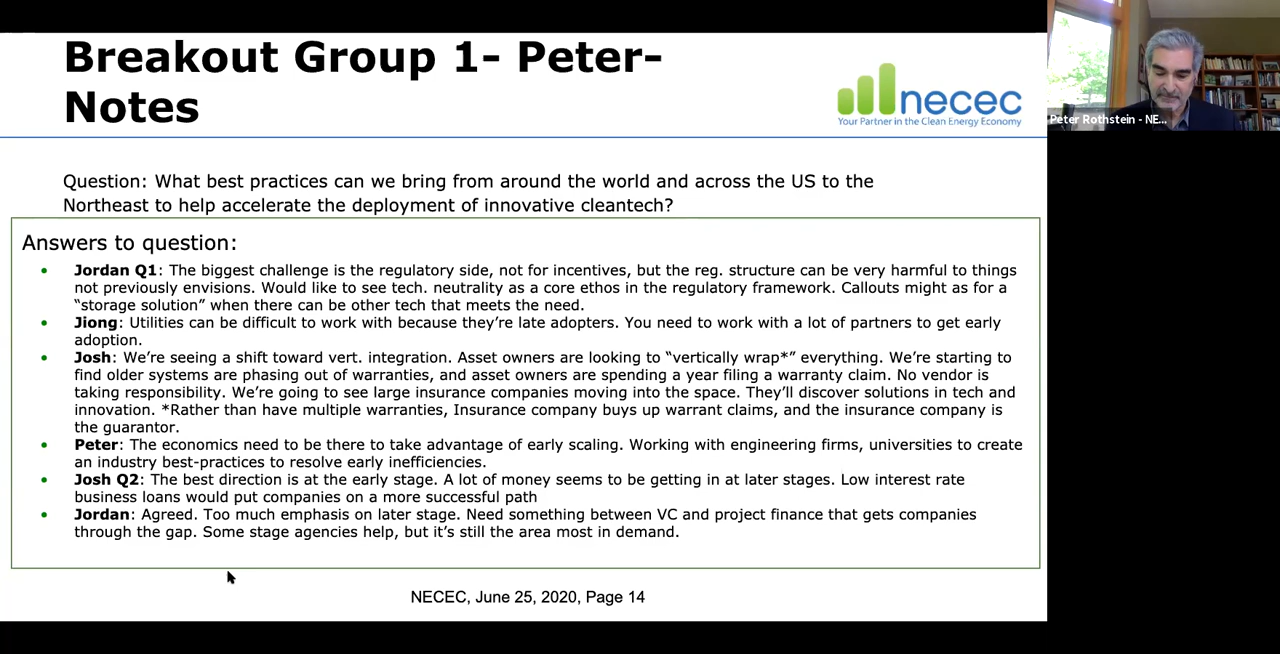 Breakout Group 1- Peter-
Notes
necec
Your Partner in the Clean Energy Economy
Peter Rothstein - NE...
Question: What best practices can we bring from around the world and across the US to the
Northeast to help accelerate the deployment of innovative cleantech?
Answers to question:
• Jordan Q1: The biggest challenge is the regulatory side, not for incentives, but the reg. structure can be very harmful to things
not previously envisions. Would like to see tech. neutrality as a core ethos in the regulatory framework. Callouts might as for a
“storage solution” when there can be other tech that meets the need.
• Jiong: Utilities can be difficult to work with because they’re late adopters. You need to work with a lot of partners to get early
adoption.
• Josh: We’re seeing a shift toward vert. integration. Asset owners are looking to “vertically wrap*” everything. We’re starting to
find older systems are phasing out of warranties, and asset owners are spending a year filing a warranty claim. No vendor is
taking responsibility. We’re going to see large insurance companies moving into the space. They’ll discover solutions in tech and
innovation. *Rather than have multiple warranties, Insurance company buys up warrant claims, and the insurance company is
the guarantor.
• Peter: The economics need to be there to take advantage of early scaling. Working with engineering firms, universities to create
an industry best-practices to resolve early inefficiencies.
• Josh Q2: The best direction is at the early stage. A lot of money seems to be getting in at later stages. Low interest rate
business loans would put companies on a more successful path
• Jordan: Agreed. Too much emphasis on later stage. Need something between VC and project finance that gets companies
through the gap. Some stage agencies help, but it’s still the area most in demand.
NECEC, June 25, 2020, Page 14